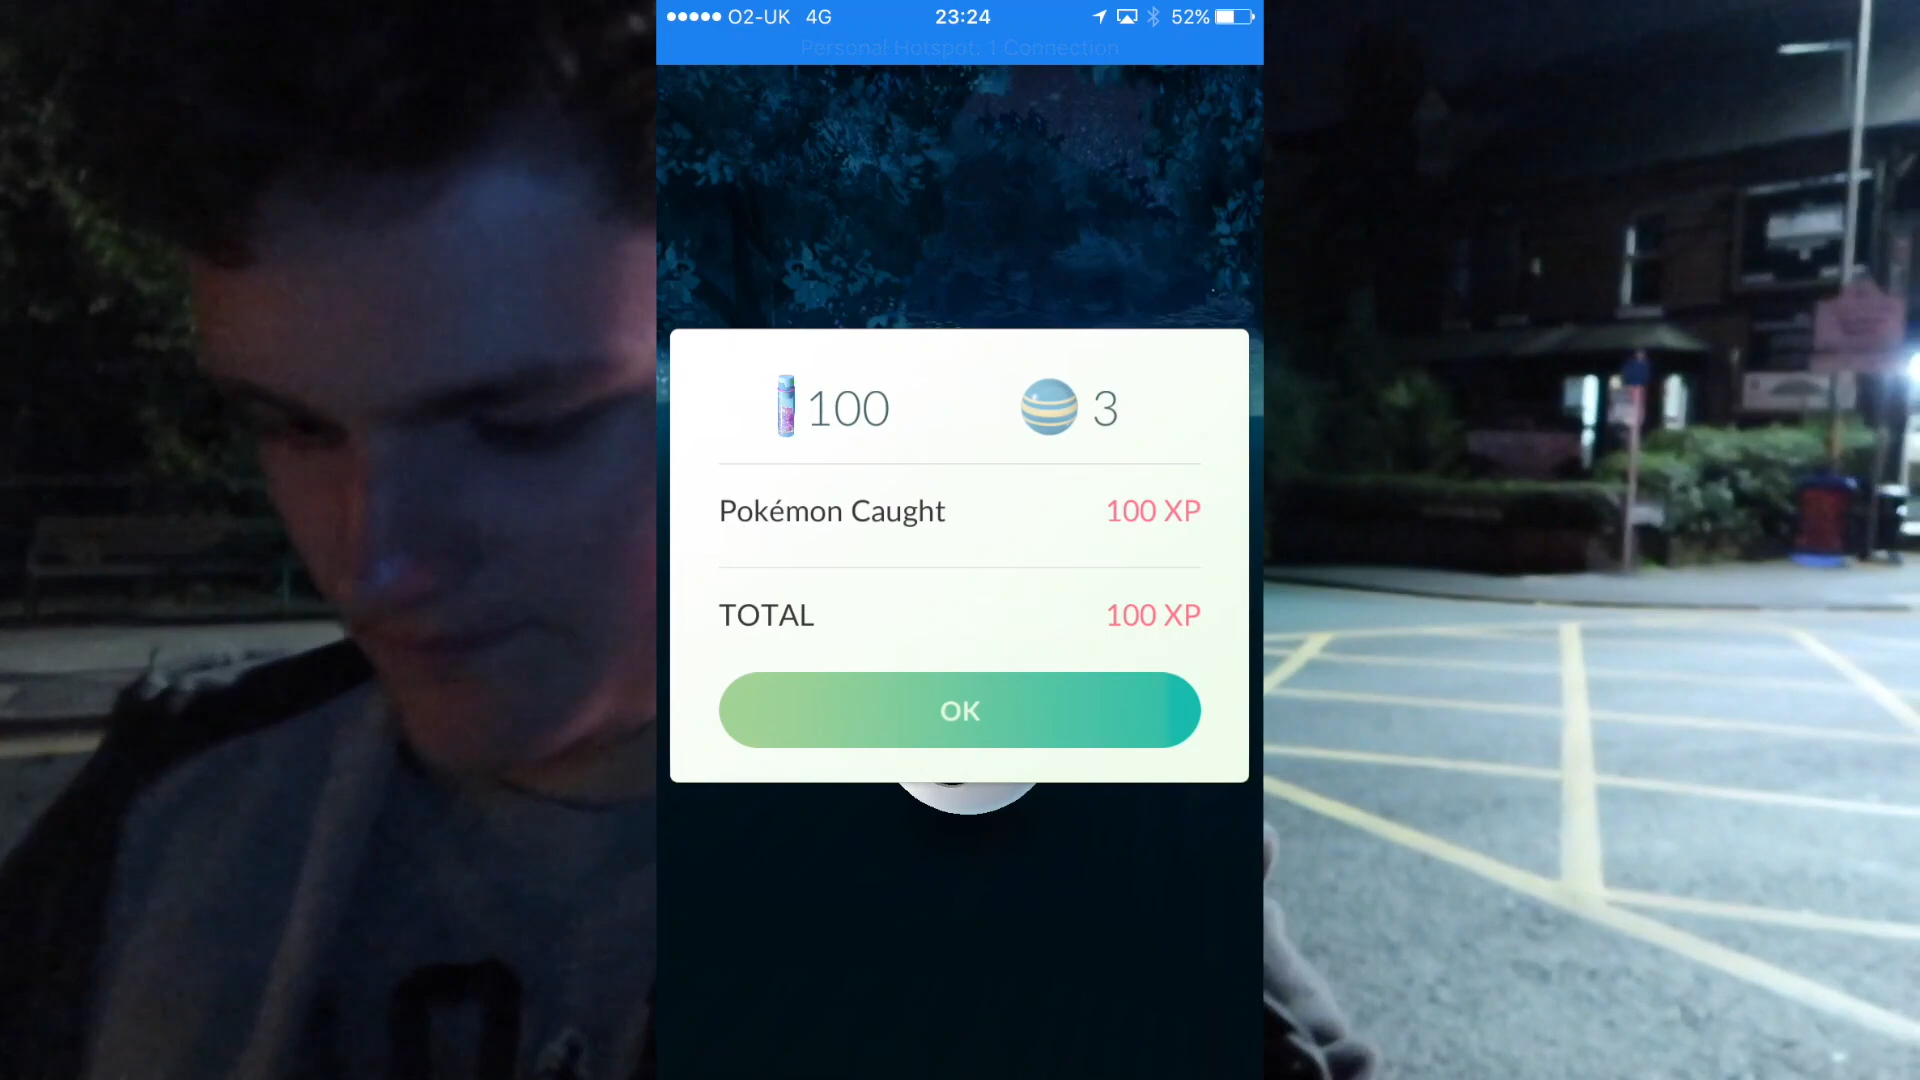 O2-UK 4G 23:24 52%
Personal Hotspot: 1 Connection
100 3
Pokémon Caught 100 XP
TOTAL 100 XP
OK